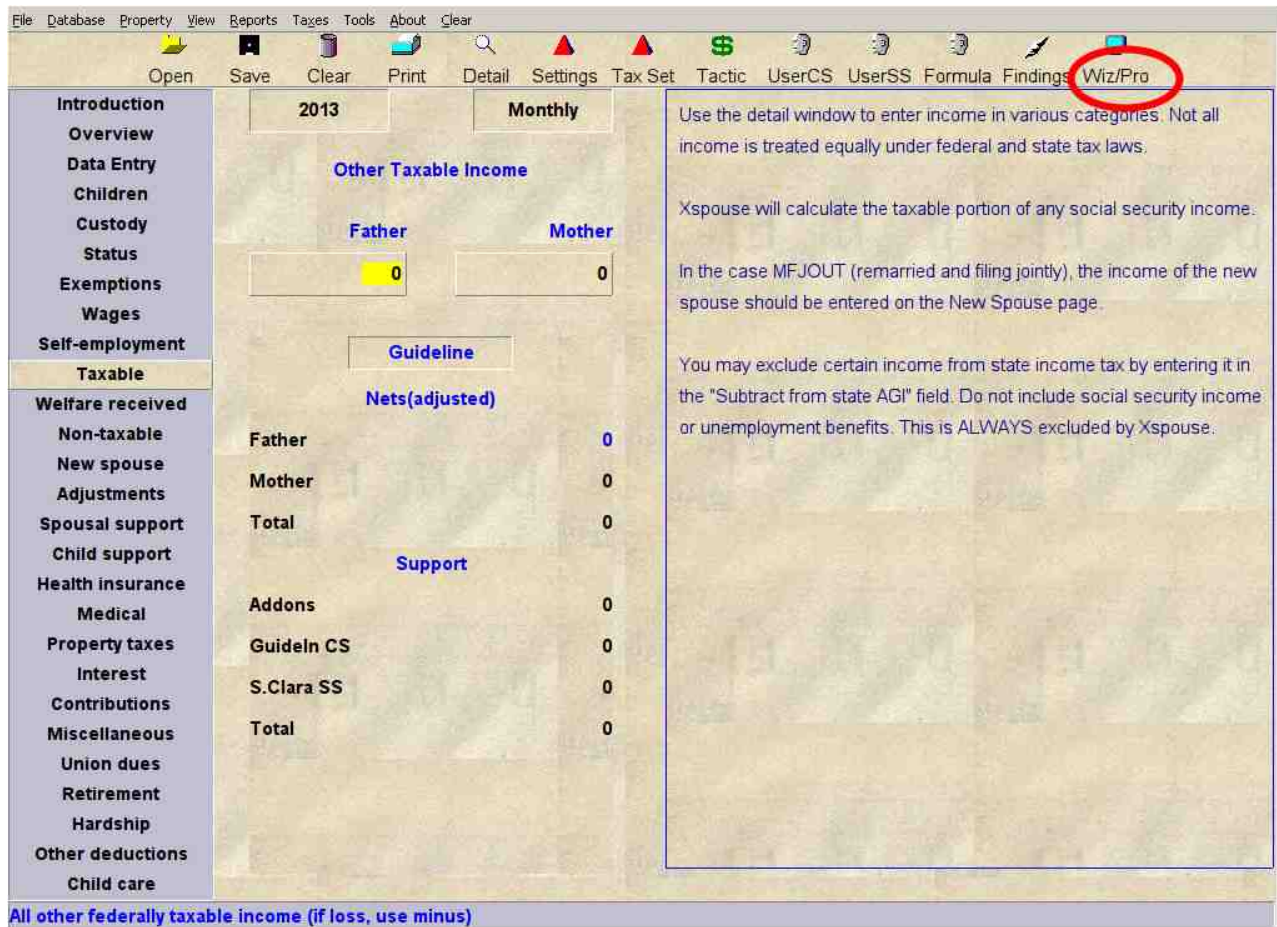 File Database Property View Reports Taxes Tools About Clear
Open Save Clear Print Detail Settings Tax Set Tactic UserCS UserSS Formula Findings Wiz/Pro
Introduction
Overview
Data Entry
Children
Custody
Status
Exemptions
Wages
Self-employment
Taxable
Welfare received
Non-taxable
New spouse
Adjustments
Spousal support
Child support
Health insurance
Medical
Property taxes
Interest
Contributions
Miscellaneous
Union dues
Retirement
Hardship
Other deductions
Child care
2013 Monthly
Other Taxable Income
Father Mother
0 0
Guideline
Nets(adjusted)
Father 0
Mother 0
Total 0
Support
Addons 0
Guideln CS 0
S.Clara SS 0
Total 0
Use the detail window to enter income in various categories. Not all
income is treated equally under federal and state tax laws.
Xspouse will calculate the taxable portion of any social security income.
In the case MFJOUT (remarried and filing jointly), the income of the new
spouse should be entered on the New Spouse page.
You may exclude certain income from state income tax by entering it in
the "Subtract from state AGI" field. Do not include social security income
or unemployment benefits. This is ALWAYS excluded by Xspouse.
All other federally taxable income (if loss, use minus)